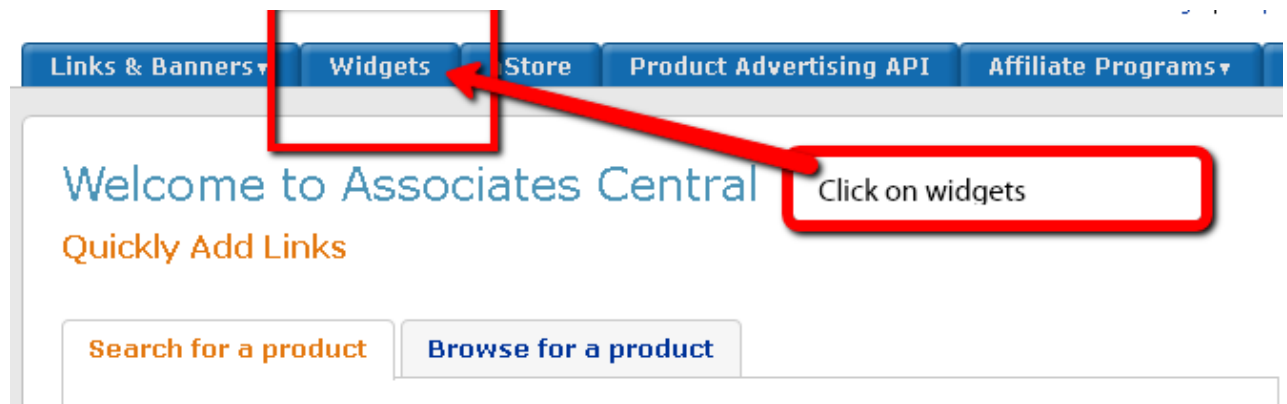 Links & Banners▾ Widgets Store Product Advertising API Affiliate Programs▾
Welcome to Associates Central
Click on widgets
Quickly Add Links
Search for a product Browse for a product